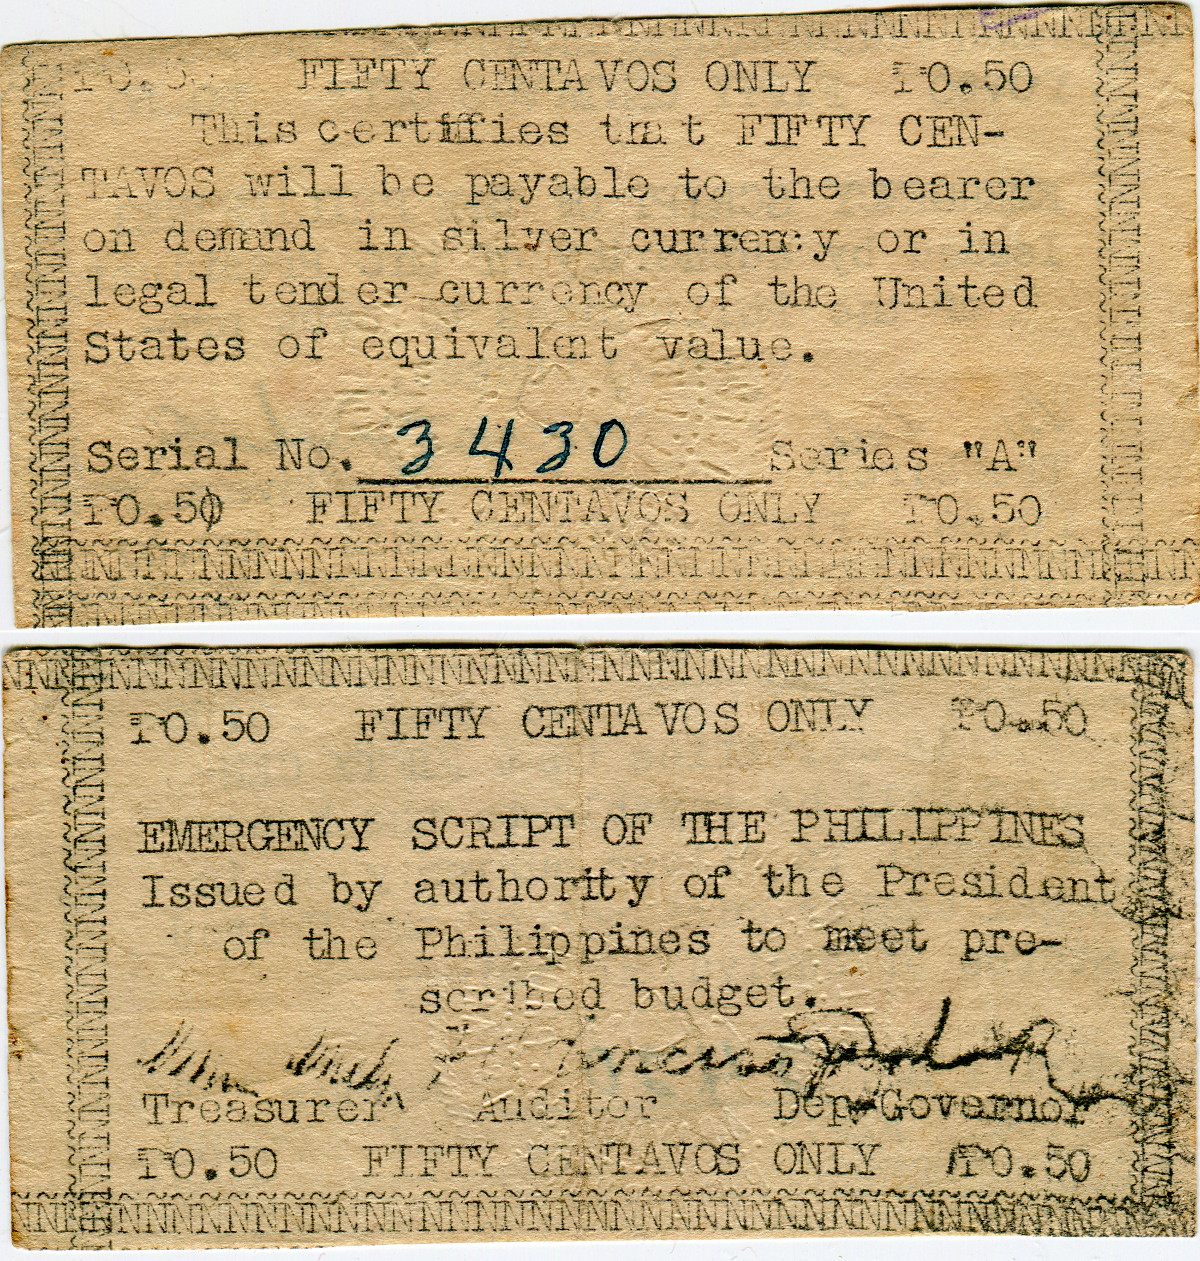 ₱0.50 FIFTY CENTAVOS ONLY ₱0.50
This certifies that FIFTY CEN-
TAVOS will be payable to the bearer
on demand in silver currency or in
legal tender currency of the United
States of equivalent value.
Serial No. 3430 Series "A"
₱0.50 FIFTY CENTAVOS ONLY ₱0.50
₱0.50 FIFTY CENTAVOS ONLY ₱0.50
EMERGENCY SCRIPT OF THE PHILIPPINES
Issued by authority of the President
of the Philippines to meet pre-
scribed budget.
Treasurer Auditor Dep-Governor
₱0.50 FIFTY CENTAVOS ONLY ₱0.50